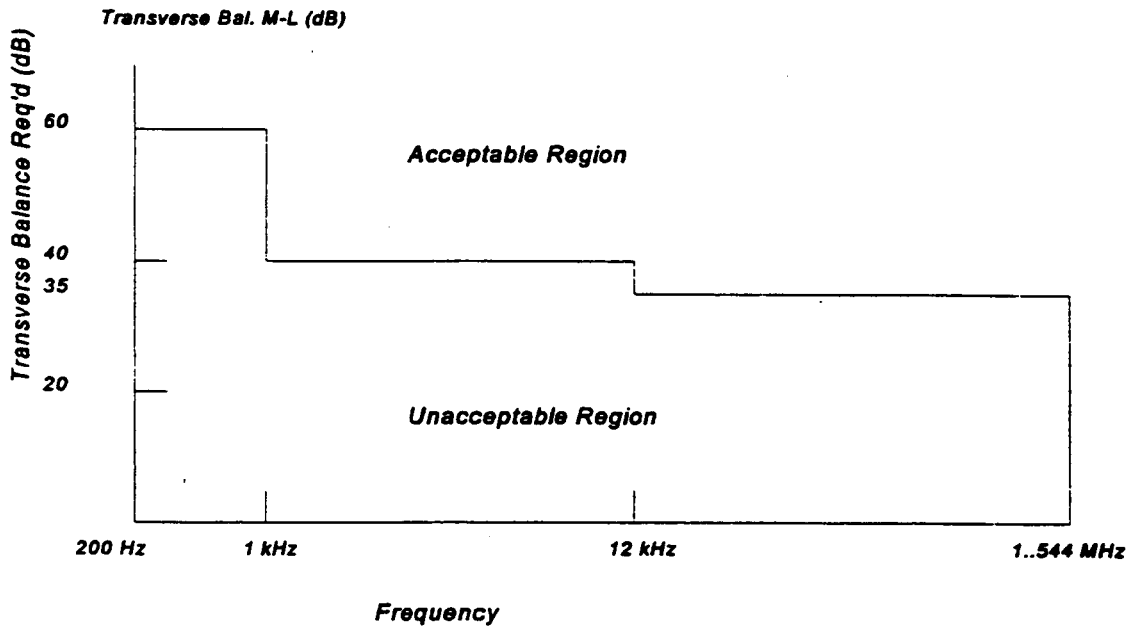 Transverse Bal. M-L (dB)
Transverse Balance Req'd (dB)
60
Acceptable Region
40
35
20
Unacceptable Region
200 Hz 1 kHz 12 kHz 1..544 MHz
Frequency